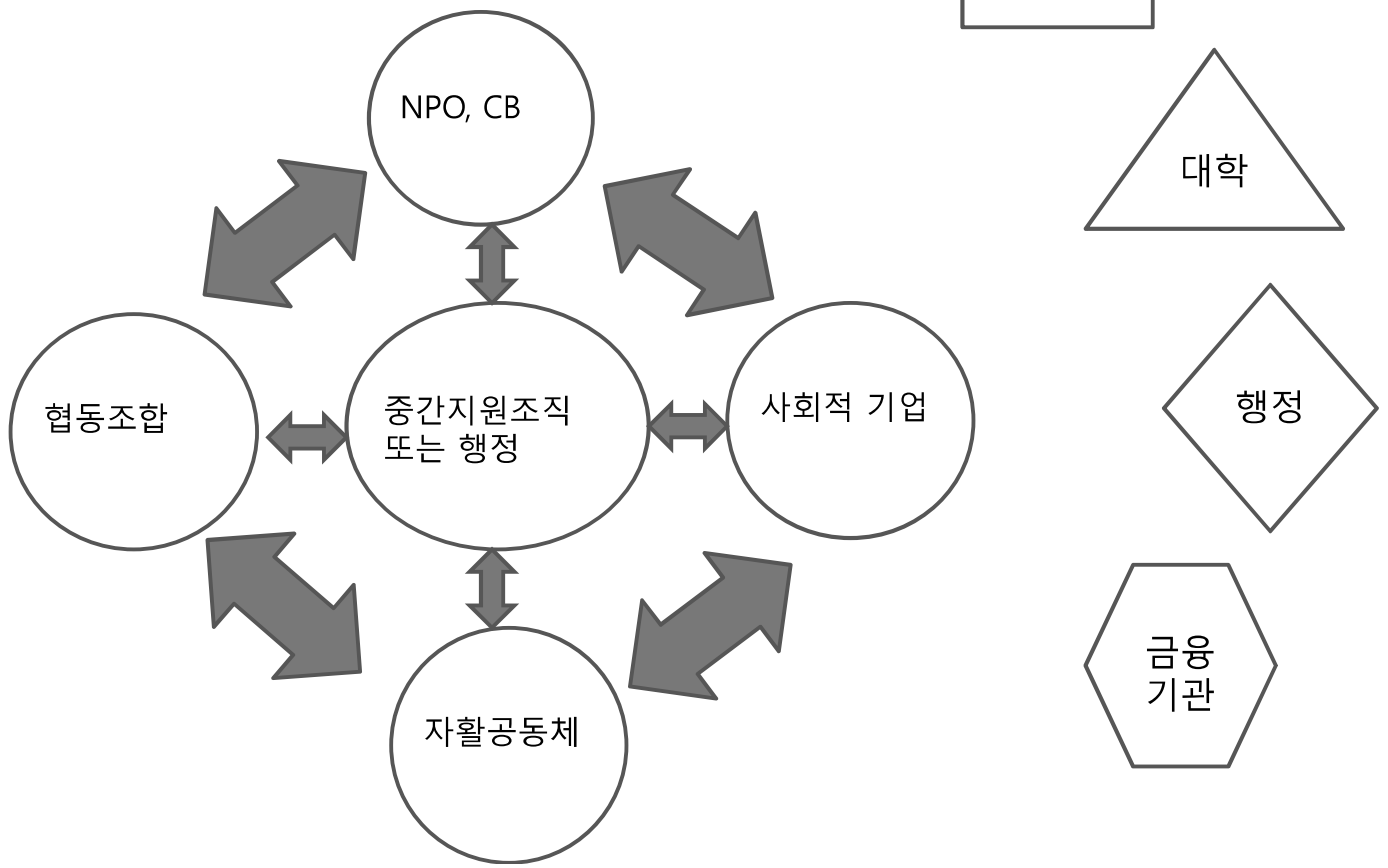 NPO, CB
대학
협동조합
중간지원조직
또는 행정
사회적 기업
행정
금융
기관
자활공동체